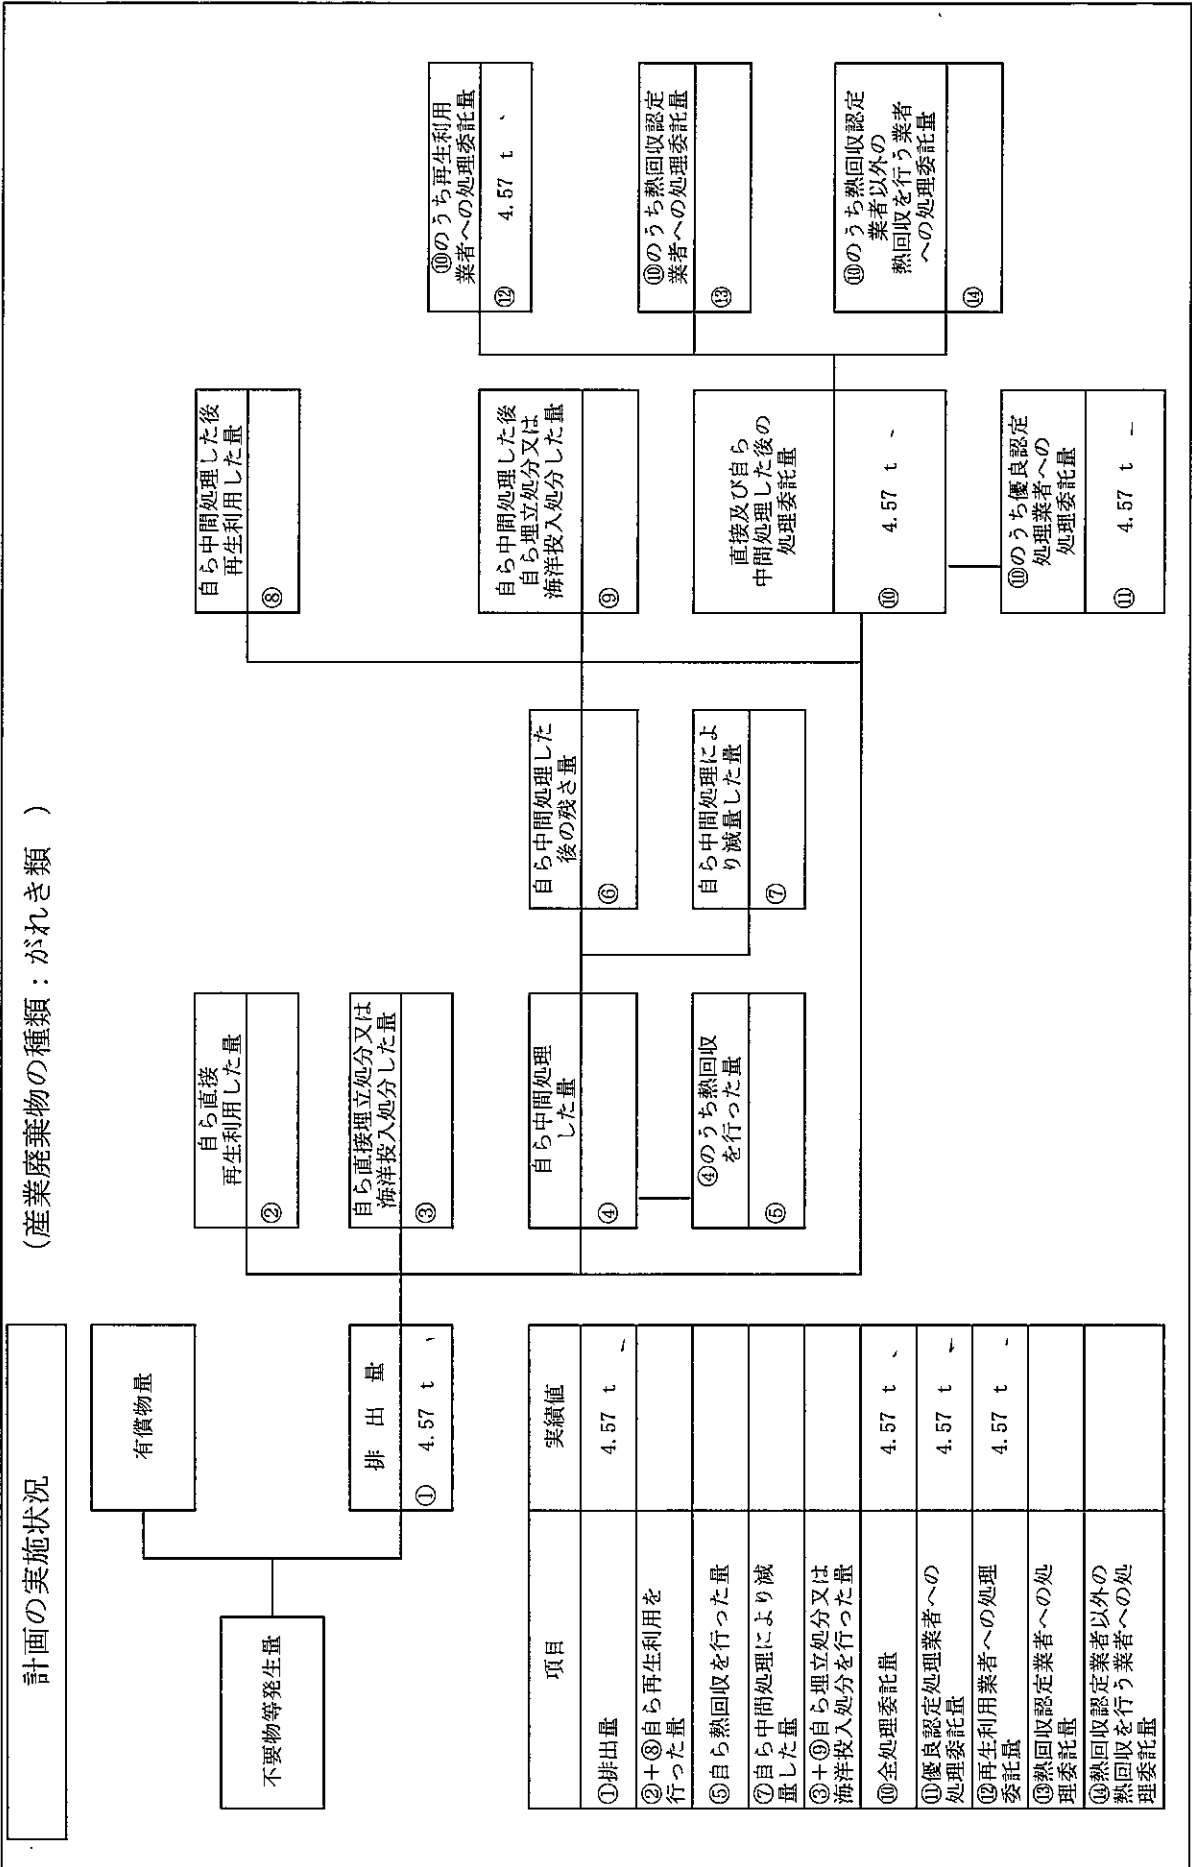 計画の実施状況
(産業廃棄物の種類：がれき類　)
不要物等発生量
有償物量
排　出　量
① 4.57 t
自ら直接
再生利用した量
②
自ら直接埋立処分又は
海洋投入処分した量
③
自ら中間処理
した量
④
④のうち熱回収
を行った量
⑤
自ら中間処理した
後の残さ量
⑥
自ら中間処理によ
り減量した量
⑦
自ら中間処理した後
再生利用した量
⑧
自ら中間処理した後
自ら埋立処分又は
海洋投入処分した量
⑨
直接及び自ら
中間処理した後の
処理委託量
⑩ 4.57 t
⑩のうち優良認定
処理業者への
処理委託量
⑪ 4.57 t
⑩のうち再生利用
業者への処理委託量
⑫ 4.57 t
⑩のうち熱回収認定
業者への処理委託量
⑬
⑩のうち熱回収認定
業者以外の
熱回収を行う業者
への処理委託量
⑭
項目 実績値
①排出量 4.57 t
②+⑧自ら再生利用を
行った量
⑤自ら熱回収を行った量
⑦自ら中間処理により減
量した量
③+⑨自ら埋立処分又は
海洋投入処分を行った量
⑩全処理委託量 4.57 t
⑪優良認定処理業者への
処理委託量 4.57 t
⑫再生利用業者への処理
委託量 4.57 t
⑬熱回収認定業者への処
理委託量
⑭熱回収認定業者以外の
熱回収を行う業者への処
理委託量